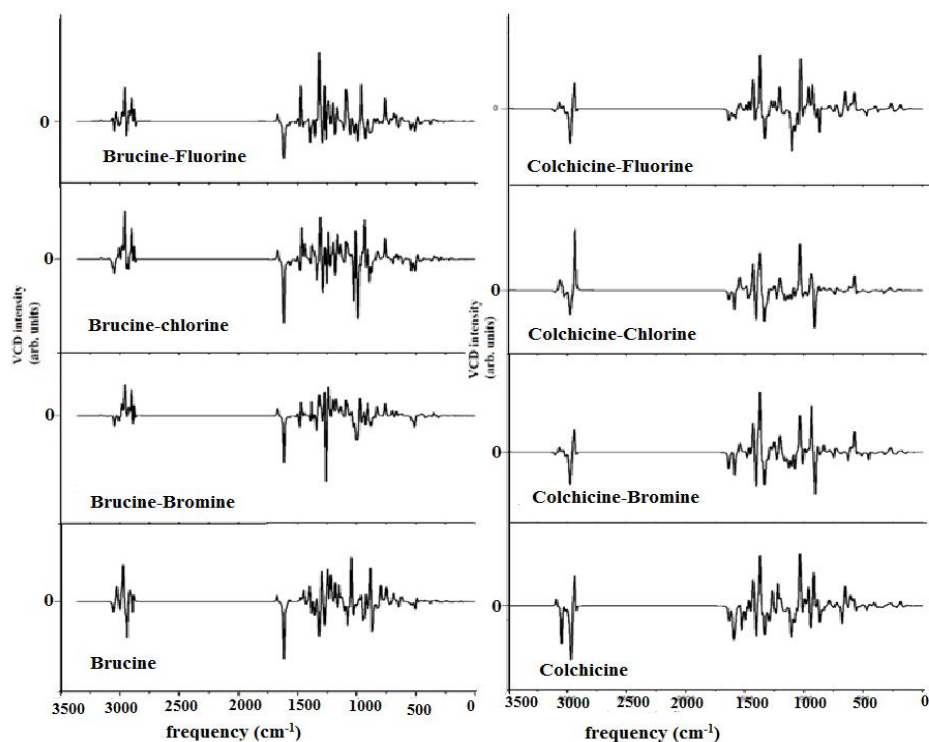 0
Brucine-Fluorine
0
Brucine-chlorine
VCD intensity
(arb. units)
0
Brucine-Bromine
0
Brucine
3500 3000 2500 2000 1500 1000 500 0
frequency (cm-1)
0
Colchicine-Fluorine
0
Colchicine-Chlorine
VCD intensity
(arb. units)
0
Colchicine-Bromine
0
Colchicine
3500 3000 2500 2000 1500 1000 500 0
frequency (cm-1)